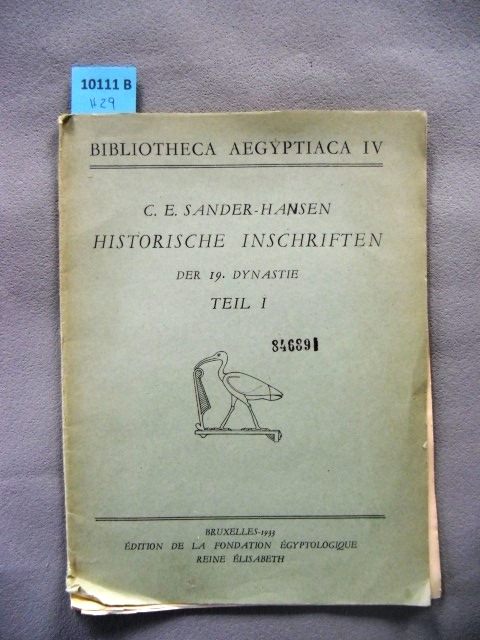 10111 B
H29
BIBLIOTHECA AEGYPTIACA IV
C. E. SANDER-HANSEN
HISTORISCHE INSCHRIFTEN
DER 19. DYNASTIE
TEIL I
84689
BRUXELLES-1933
ÉDITION DE LA FONDATION ÉGYPTOLOGIQUE
REINE ÉLISABETH